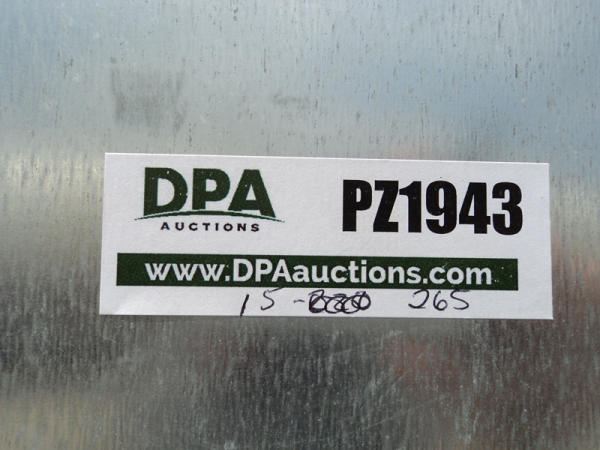 DPA
AUCTIONS
PZ1943
www.DPAauctions.com
15- 265